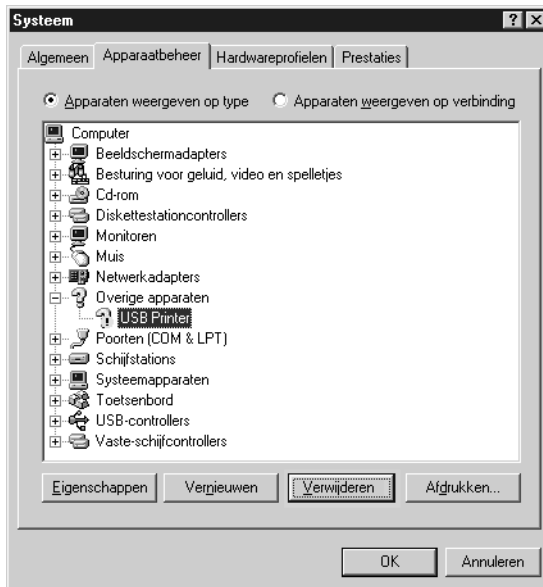 Systeem
Algemeen Apparaatbeheer Hardwareprofielen Prestaties
Apparaten weergeven op type Apparaten weergeven op verbinding
Computer
Beeldschermadapters
Besturing voor geluid, video en spelletjes
Cd-rom
Diskettestationcontrollers
Monitoren
Muis
Netwerkadapters
Overige apparaten
USB Printer
Poorten (COM & LPT)
Schijfstations
Systeemapparaten
Toetsenbord
USB-controllers
Vaste-schijfcontrollers
Eigenschappen Vernieuwen Verwijderen Afdrukken...
OK Annuleren